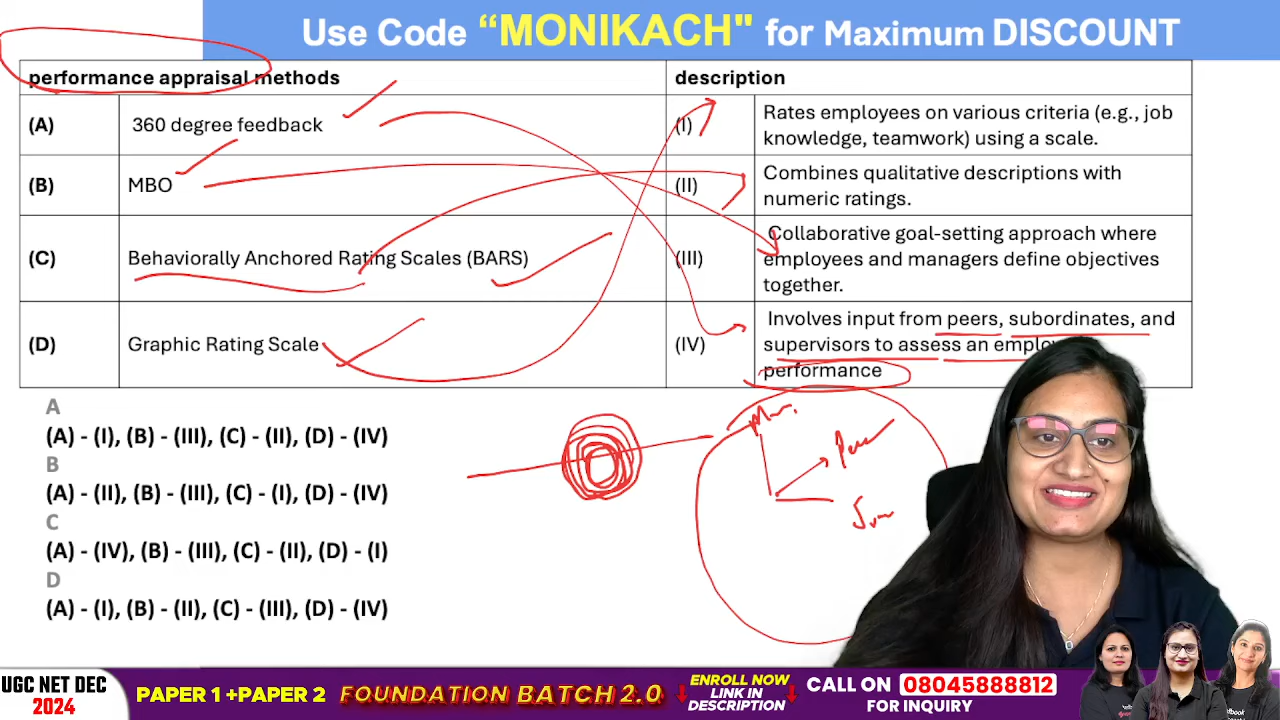 Use Code “MONIKACH" for Maximum DISCOUNT
performance appraisal methods
description
(A)
360 degree feedback
(I)
Rates employees on various criteria (e.g., job
knowledge, teamwork) using a scale.
(B)
MBO
(II)
Combines qualitative descriptions with
numeric ratings.
(C)
Behaviorally Anchored Rating Scales (BARS)
(III)
Collaborative goal-setting approach where
employees and managers define objectives
together.
(D)
Graphic Rating Scale
(IV)
Involves input from peers, subordinates, and
supervisors to assess an
performance
A
(A) - (I), (B) - (III), (C) - (II), (D) - (IV)
B
(A) - (II), (B) - (III), (C) - (I), (D) - (IV)
C
(A) - (IV), (B) - (III), (C) - (II), (D) - (I)
D
(A) - (I), (B) - (II), (C) - (III), (D) - (IV)
UGC NET DEC
2024
PAPER 1 +PAPER 2
FOUNDATION BATCH 2.0
ENROLL NOW
LINK IN
DESCRIPTION
CALL ON 08045888812
FOR INQUIRY